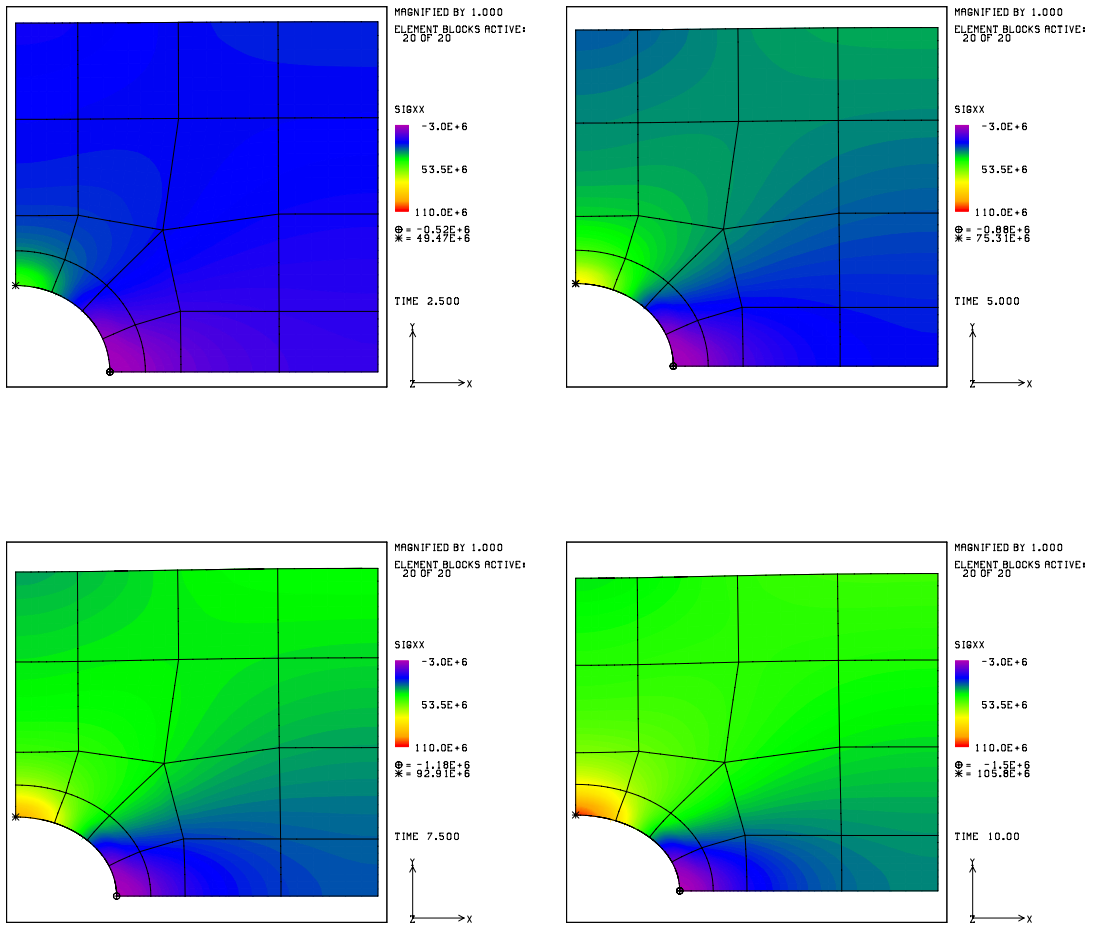 MAGNIFIED BY 1.000
ELEMENT BLOCKS ACTIVE:
20 OF 20
SIGXX
-3.0E+6
53.5E+6
110.0E+6
= -0.52E+6
= 49.47E+6
TIME 2.500
Y
Z
X
MAGNIFIED BY 1.000
ELEMENT BLOCKS ACTIVE:
20 OF 20
SIGXX
-3.0E+6
53.5E+6
110.0E+6
= -0.88E+6
= 75.31E+6
TIME 5.000
Y
Z
X
MAGNIFIED BY 1.000
ELEMENT BLOCKS ACTIVE:
20 OF 20
SIGXX
-3.0E+6
53.5E+6
110.0E+6
= -1.18E+6
= 92.91E+6
TIME 7.500
Y
Z
X
MAGNIFIED BY 1.000
ELEMENT BLOCKS ACTIVE:
20 OF 20
SIGXX
-3.0E+6
53.5E+6
110.0E+6
= -1.5E+6
= 105.8E+6
TIME 10.00
Y
Z
X